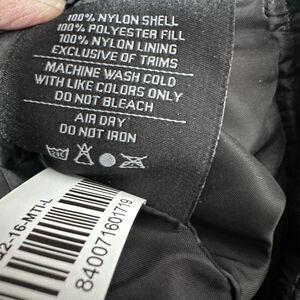 100% NYLON SHELL
100% POLYESTER FILL
100% NYLON LINING
EXCLUSIVE OF TRIMS
MACHINE WASH COLD
WITH LIKE COLORS ONLY
DO NOT BLEACH
AIR DRY
DO NOT IRON
2-16-MTI-L
840071601719